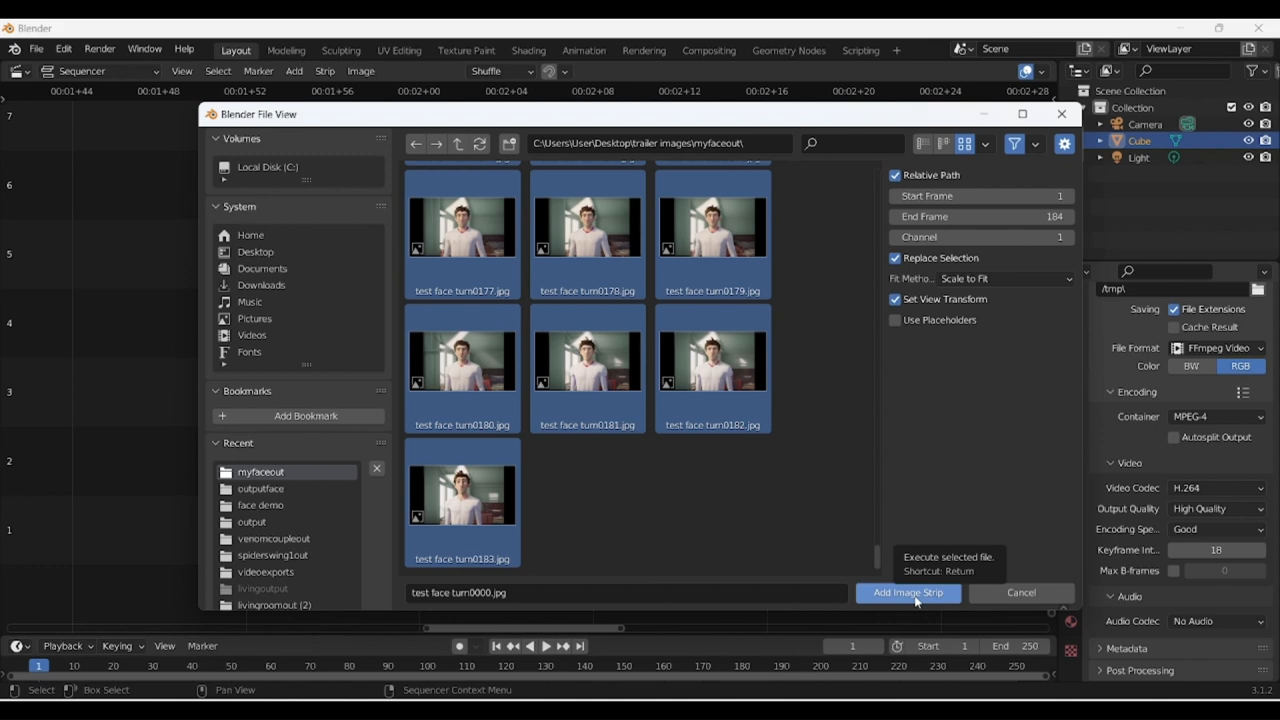 Blender
File Edit Render Window Help Layout Modeling Sculpting UV Editing Texture Paint Shading Animation Rendering Compositing Geometry Nodes Scripting + Scene ViewLayer
Sequencer View Select Marker Add Strip Image Shuffle
00:01+44 00:01+48 00:01+52 00:01+56 00:02+00 00:02+04 00:02+08 00:02+12 00:02+16 00:02+20 00:02+24 00:02+28
7
6
5
4
3
2
1
Blender File View
Volumes
Local Disk (C:)
System
Home
Desktop
Documents
Downloads
Music
Pictures
Videos
Fonts
Bookmarks
Add Bookmark
Recent
myfaceout
outputface
face demo
output
venomcoupleout
spiderswing1out
videoexports
livingoutput
livingroomout (2)
C:\Users\User\Desktop\trailer images\myfaceout\
test face turn0177.jpg test face turn0178.jpg test face turn0179.jpg
test face turn0180.jpg test face turn0181.jpg test face turn0182.jpg
test face turn0183.jpg
test face turn0000.jpg
Relative Path
Start Frame 1
End Frame 184
Channel 1
Replace Selection
Fit Metho... Scale to Fit
Set View Transform
Use Placeholders
Execute selected file.
Shortcut: Return
Add Image Strip Cancel
Scene Collection
Collection
Camera
Cube
Light
/tmp\
Saving File Extensions
Cache Result
File Format FFmpeg Video
Color BW RGB
Encoding
Container MPEG-4
Autosplit Output
Video
Video Codec H.264
Output Quality High Quality
Encoding Spe... Good
Keyframe Int... 18
Max B-frames 0
Audio
Audio Codec No Audio
Metadata
Post Processing
Playback Keying View Marker 1 Start 1 End 250
1 10 20 30 40 50 60 70 80 90 100 110 120 130 140 150 160 170 180 190 200 210 220 230 240 250
Select Box Select Pan View Sequencer Context Menu 3.1.2